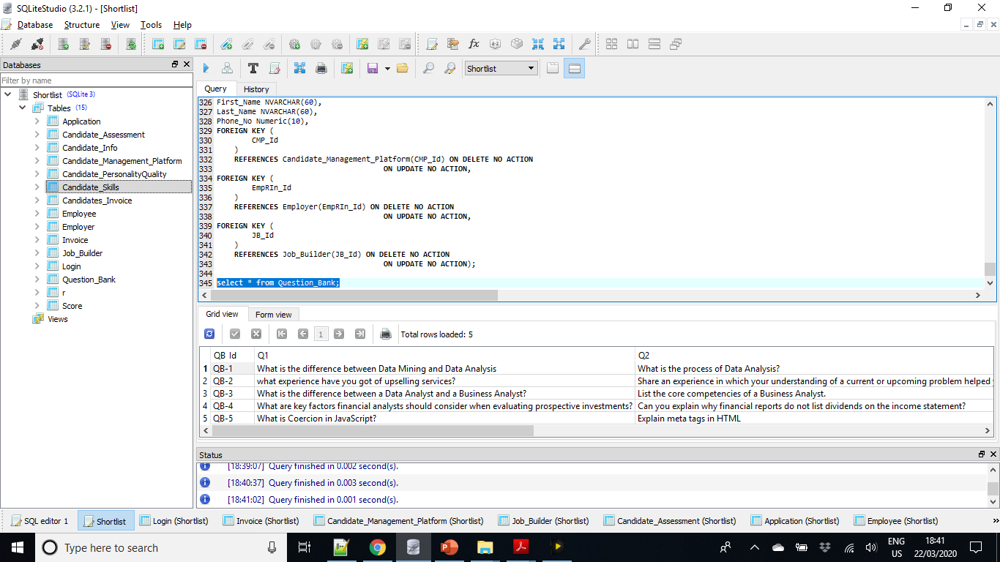 SQLiteStudio (3.2.1) - [Shortlist]
Database Structure View Tools Help
Databases
Filter by name
Shortlist (SQLite 3)
Tables (15)
Application
Candidate_Assessment
Candidate_Info
Candidate_Management_Platform
Candidate_PersonalityQuality
Candidate_Skills
Candidates_Invoice
Employee
Employer
Invoice
Job_Builder
Login
Question_Bank
r
Score
Views
Shortlist
Query History
326 First_Name NVARCHAR(60),
327 Last_Name NVARCHAR(60),
328 Phone_No Numeric(10),
329 FOREIGN KEY (
330 CMP_Id
331 )
332 REFERENCES Candidate_Management_Platform(CMP_Id) ON DELETE NO ACTION
333 ON UPDATE NO ACTION,
334 FOREIGN KEY (
335 EmpRIn_Id
336 )
337 REFERENCES Employer(EmpRIn_Id) ON DELETE NO ACTION
338 ON UPDATE NO ACTION,
339 FOREIGN KEY (
340 JB_Id
341 )
342 REFERENCES Job_Builder(JB_Id) ON DELETE NO ACTION
343 ON UPDATE NO ACTION);
344
345 select * from Question_Bank;
Grid view Form view
1 Total rows loaded: 5
QB Id Q1 Q2
1 QB-1 What is the difference between Data Mining and Data Analysis What is the process of Data Analysis?
2 QB-2 what experience have you got of upselling services? Share an experience in which your understanding of a current or upcoming problem helped
3 QB-3 What is the difference between a Data Analyst and a Business Analyst? List the core competencies of a Business Analyst.
4 QB-4 What are key factors financial analysts should consider when evaluating prospective investments? Can you explain why financial reports do not list dividends on the income statement?
5 QB-5 What is Coercion in JavaScript? Explain meta tags in HTML
Status
[18:39:07] Query finished in 0.002 second(s).
[18:40:37] Query finished in 0.003 second(s).
[18:41:02] Query finished in 0.001 second(s).
SQL editor 1 Shortlist Login (Shortlist) Invoice (Shortlist) Candidate_Management_Platform (Shortlist) Job_Builder (Shortlist) Candidate_Assessment (Shortlist) Application (Shortlist) Employee (Shortlist)
Type here to search
ENG
US
18:41
22/03/2020